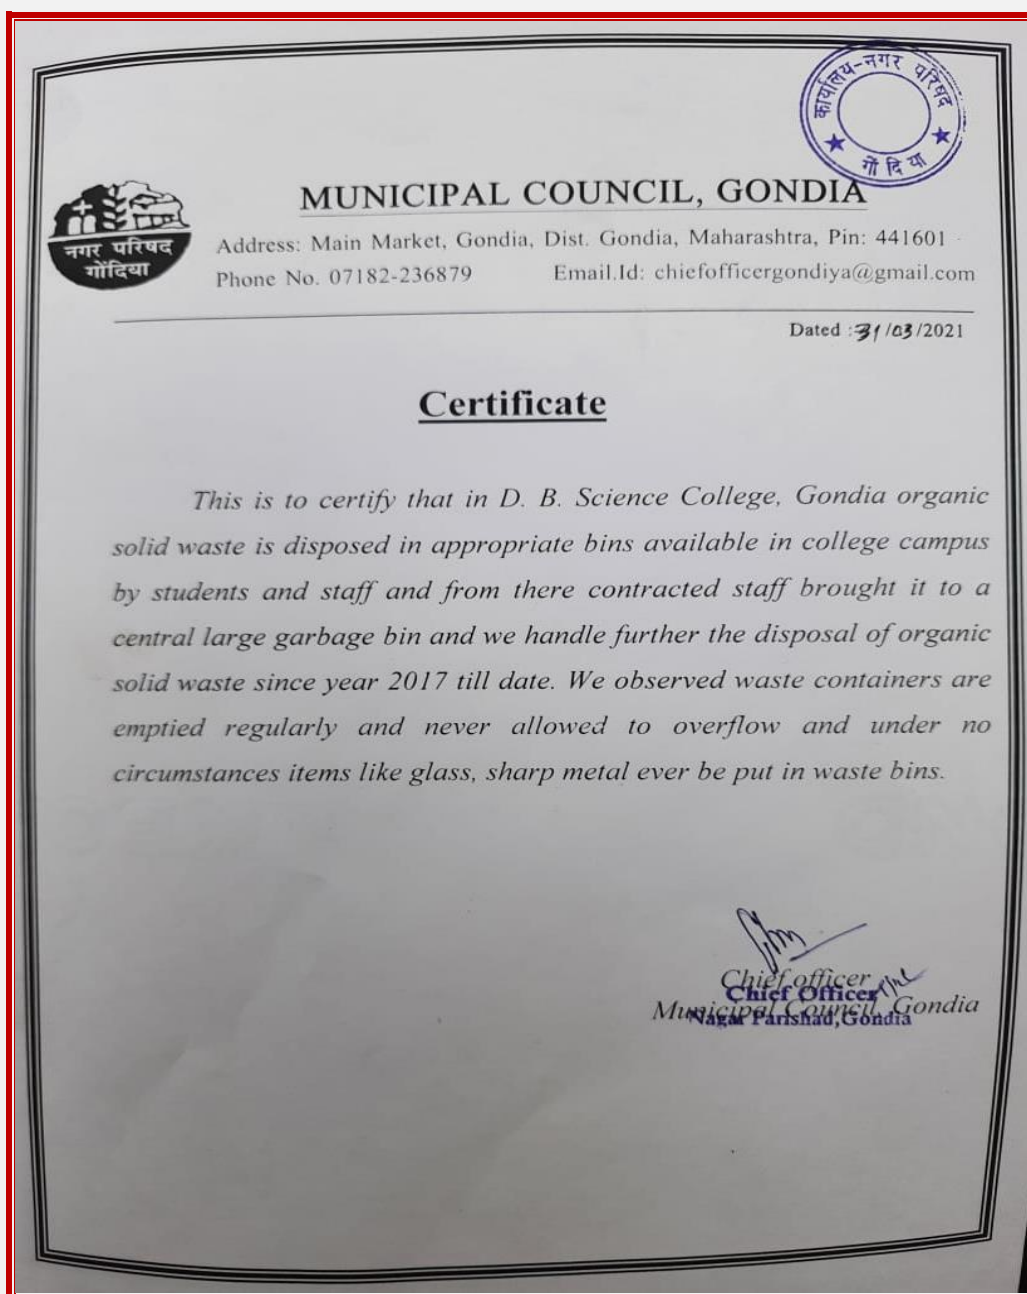 कार्यालय-नगर परिषद
★ गोंदिया ★
MUNICIPAL COUNCIL, GONDIA
नगर परिषद
गोंदिया
Address: Main Market, Gondia, Dist. Gondia, Maharashtra, Pin: 441601
Phone No. 07182-236879 Email.Id: chiefofficergondiya@gmail.com
Dated :31/03/2021
Certificate
This is to certify that in D. B. Science College, Gondia organic
solid waste is disposed in appropriate bins available in college campus
by students and staff and from there contracted staff brought it to a
central large garbage bin and we handle further the disposal of organic
solid waste since year 2017 till date. We observed waste containers are
emptied regularly and never allowed to overflow and under no
circumstances items like glass, sharp metal ever be put in waste bins.
Chief officer
Chief Officer
Municipal Council, Gondia
Nagar Parishad,Gondia